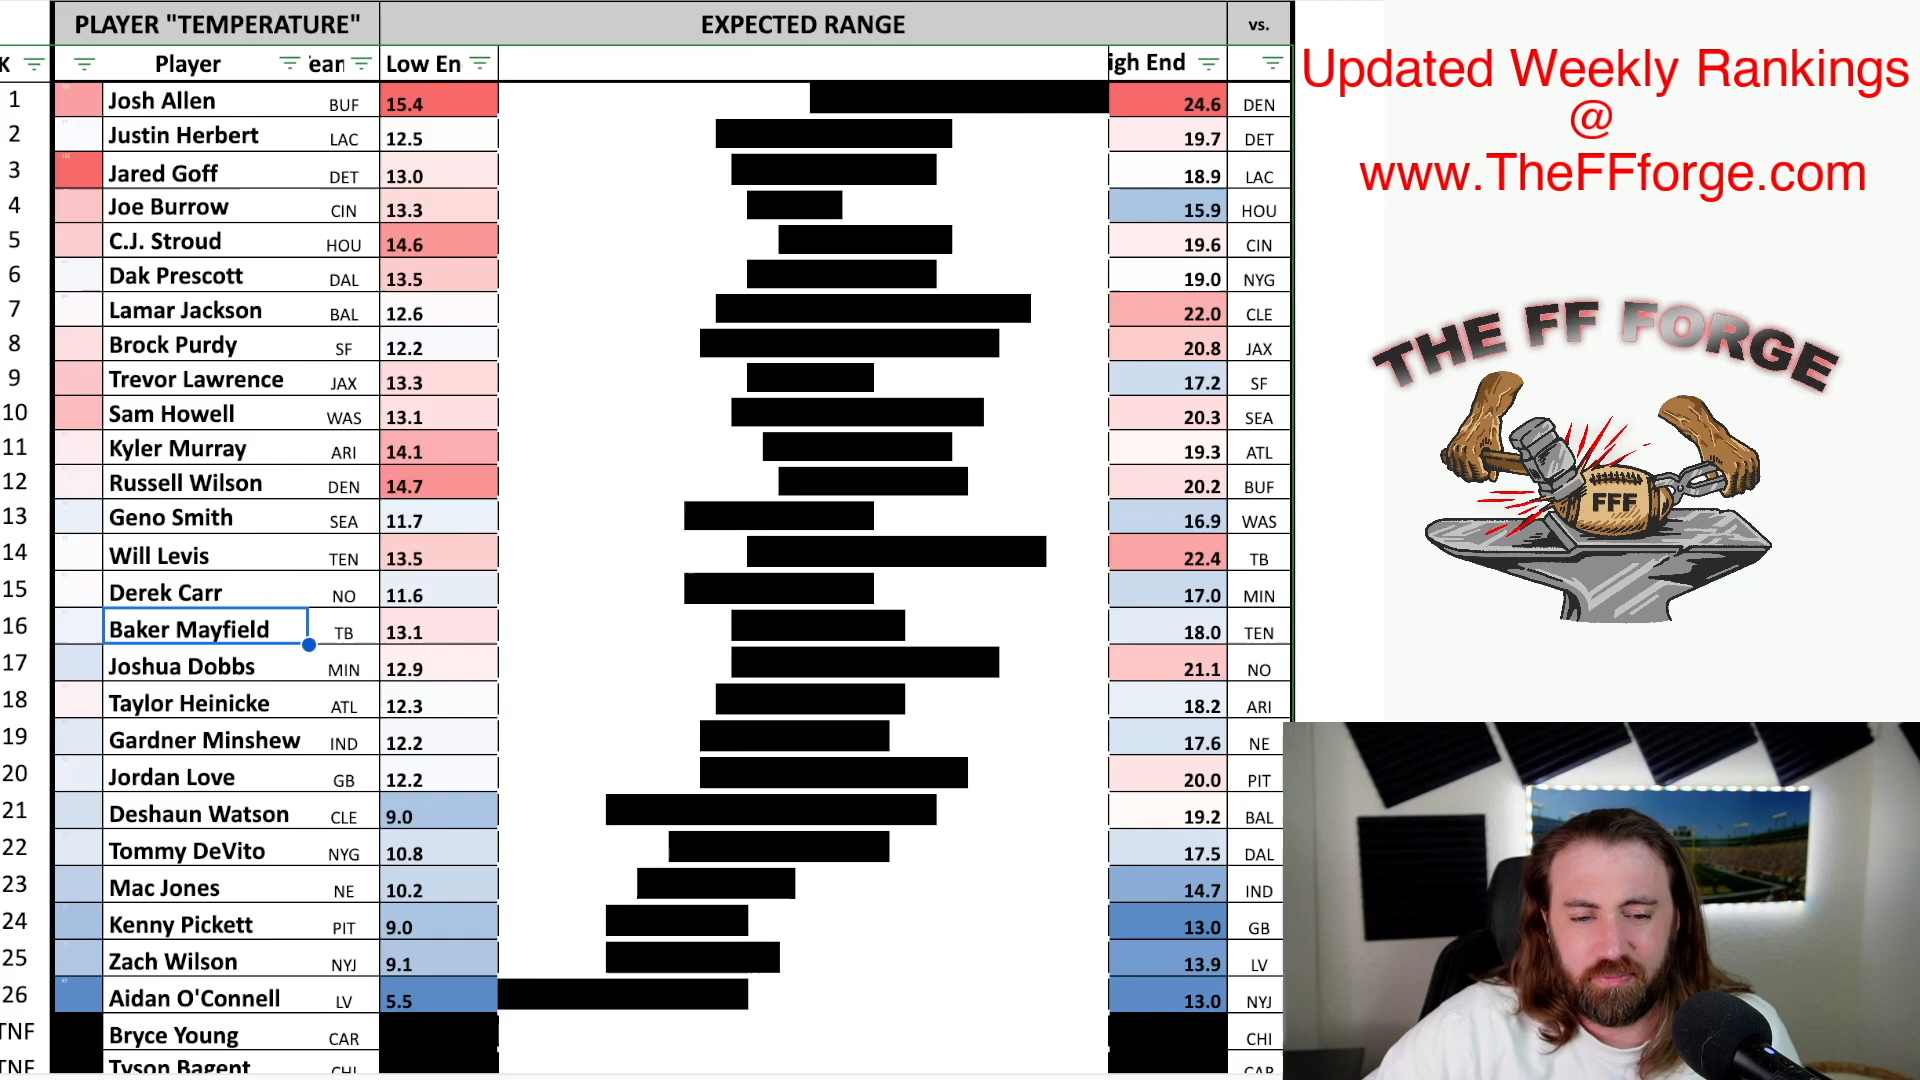 PLAYER "TEMPERATURE" EXPECTED RANGE vs.
K Player ean Low En igh End
1 Josh Allen BUF 15.4 24.6 DEN
2 Justin Herbert LAC 12.5 19.7 DET
3 Jared Goff DET 13.0 18.9 LAC
4 Joe Burrow CIN 13.3 15.9 HOU
5 C.J. Stroud HOU 14.6 19.6 CIN
6 Dak Prescott DAL 13.5 19.0 NYG
7 Lamar Jackson BAL 12.6 22.0 CLE
8 Brock Purdy SF 12.2 20.8 JAX
9 Trevor Lawrence JAX 13.3 17.2 SF
10 Sam Howell WAS 13.1 20.3 SEA
11 Kyler Murray ARI 14.1 19.3 ATL
12 Russell Wilson DEN 14.7 20.2 BUF
13 Geno Smith SEA 11.7 16.9 WAS
14 Will Levis TEN 13.5 22.4 TB
15 Derek Carr NO 11.6 17.0 MIN
16 Baker Mayfield TB 13.1 18.0 TEN
17 Joshua Dobbs MIN 12.9 21.1 NO
18 Taylor Heinicke ATL 12.3 18.2 ARI
19 Gardner Minshew IND 12.2 17.6 NE
20 Jordan Love GB 12.2 20.0 PIT
21 Deshaun Watson CLE 9.0 19.2 BAL
22 Tommy DeVito NYG 10.8 17.5 DAL
23 Mac Jones NE 10.2 14.7 IND
24 Kenny Pickett PIT 9.0 13.0 GB
25 Zach Wilson NYJ 9.1 13.9 LV
26 Aidan O'Connell LV 5.5 13.0 NYJ
TNF Bryce Young CAR CHI
TNF Tyson Bagent CHI CAR
Updated Weekly Rankings
@
www.TheFFforge.com
THE FF FORGE
FFF